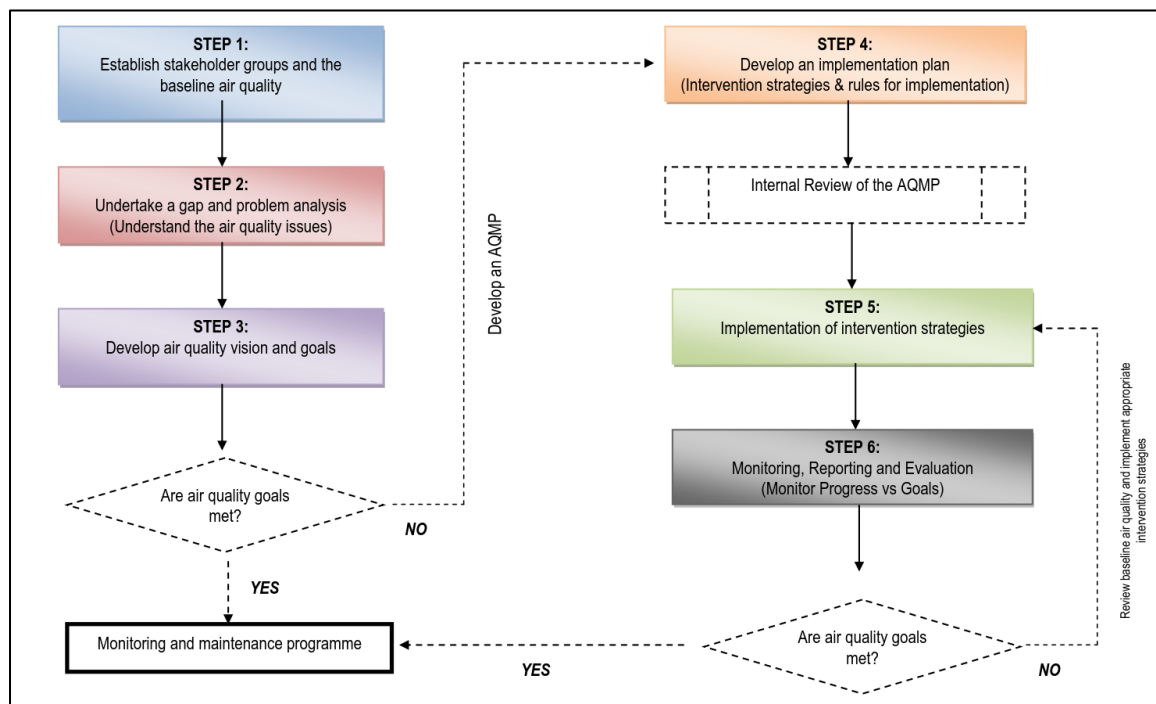 STEP 1:
Establish stakeholder groups and the
baseline air quality
STEP 2:
Undertake a gap and problem analysis
(Understand the air quality issues)
STEP 3:
Develop air quality vision and goals
Are air quality goals
met?
NO
YES
Monitoring and maintenance programme
Develop an AQMP
STEP 4:
Develop an implementation plan
(Intervention strategies & rules for implementation)
Internal Review of the AQMP
STEP 5:
Implementation of intervention strategies
STEP 6:
Monitoring, Reporting and Evaluation
(Monitor Progress vs Goals)
Are air quality goals
met?
YES
NO
Review baseline air quality and implement appropriate
intervention strategies